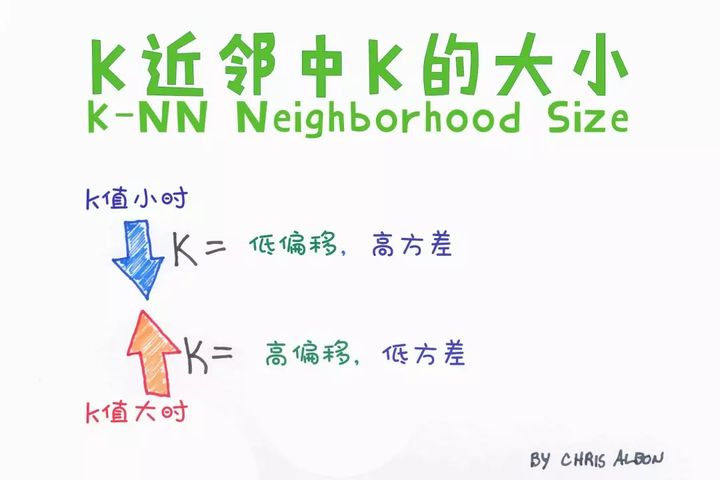 K近邻中K的大小
K-NN Neighborhood Size
k值小时
K= 低偏移，高方差
K= 高偏移，低方差
k值大时
BY CHRIS ALBON